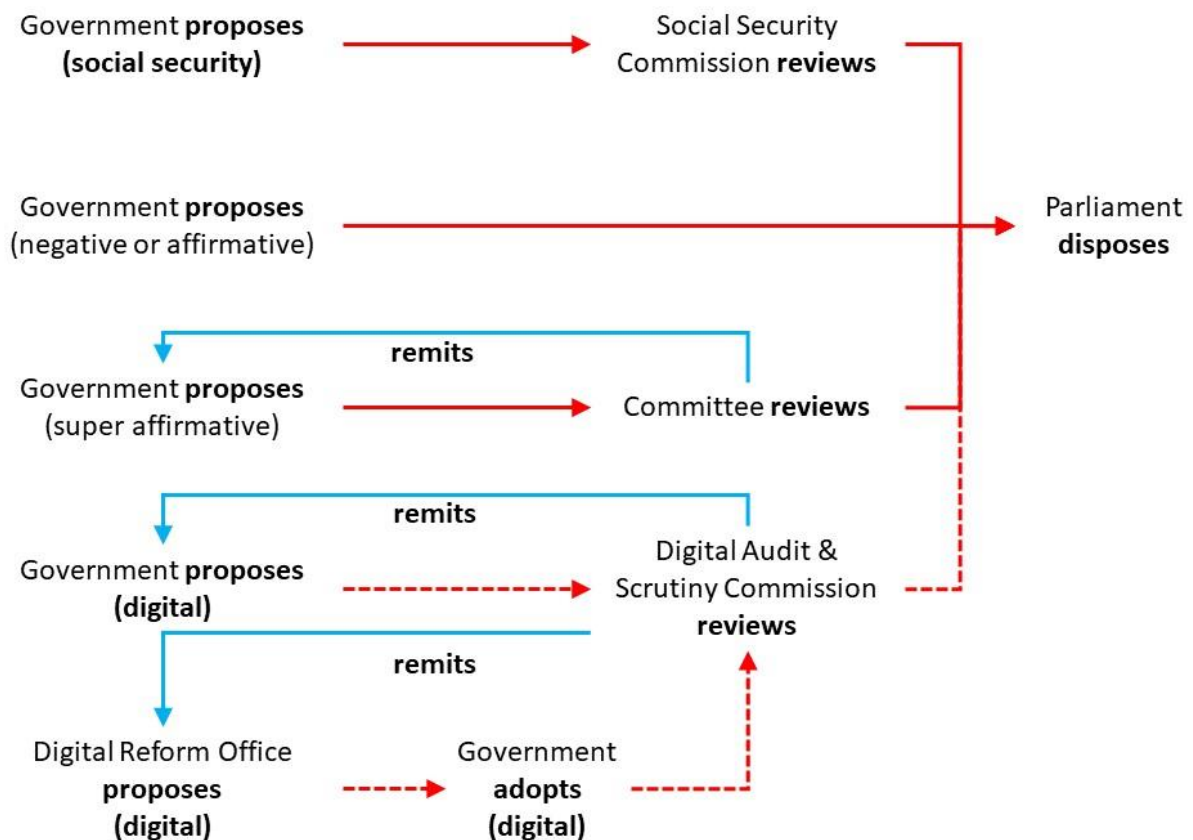 Government proposes
(social security)
Social Security
Commission reviews
Government proposes
(negative or affirmative)
Parliament
disposes
remits
Government proposes
(super affirmative)
Committee reviews
remits
Government proposes
(digital)
Digital Audit &
Scrutiny Commission
reviews
remits
Digital Reform Office
proposes
(digital)
Government
adopts
(digital)